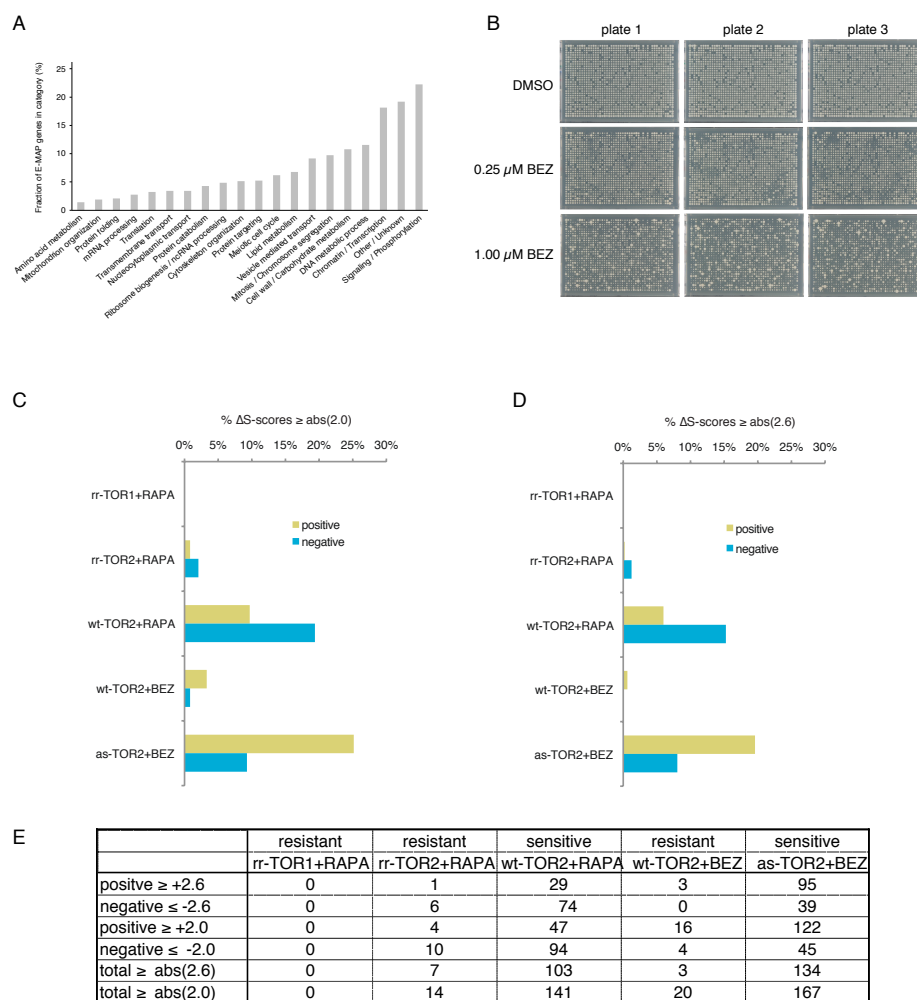 A
Fraction of E-MAP genes in category (%)
25
20
15
10
5
0
Amino acid metabolism
Mitochondrion organization
Protein folding
mRNA processing
Translation
Transmembrane transport
Nucleocytoplasmic transport
Protein catabolism
Ribosome biogenesis / ncRNA processing
Cytoskeleton organization
Protein targeting
Meiotic cell cycle
Lipid metabolism
Vesicle mediated transport
Mitosis / Chromosome segregation
Cell wall / Carbohydrate metabolism
DNA metabolic process
Chromatin / Transcription
Other / Unknown
Signaling / Phosphorylation
B
plate 1 plate 2 plate 3
DMSO
0.25 µM BEZ
1.00 µM BEZ
C
% ΔS-scores ≥ abs(2.0)
0% 5% 10% 15% 20% 25% 30%
rr-TOR1+RAPA
positive
negative
rr-TOR2+RAPA
wt-TOR2+RAPA
wt-TOR2+BEZ
as-TOR2+BEZ
D
% ΔS-scores ≥ abs(2.6)
0% 5% 10% 15% 20% 25% 30%
rr-TOR1+RAPA
positive
negative
rr-TOR2+RAPA
wt-TOR2+RAPA
wt-TOR2+BEZ
as-TOR2+BEZ
E
resistant resistant sensitive resistant sensitive
rr-TOR1+RAPA rr-TOR2+RAPA wt-TOR2+RAPA wt-TOR2+BEZ as-TOR2+BEZ
positve ≥ +2.6 0 1 29 3 95
negative ≤ -2.6 0 6 74 0 39
positive ≥ +2.0 0 4 47 16 122
negative ≤ -2.0 0 10 94 4 45
total ≥ abs(2.6) 0 7 103 3 134
total ≥ abs(2.0) 0 14 141 20 167